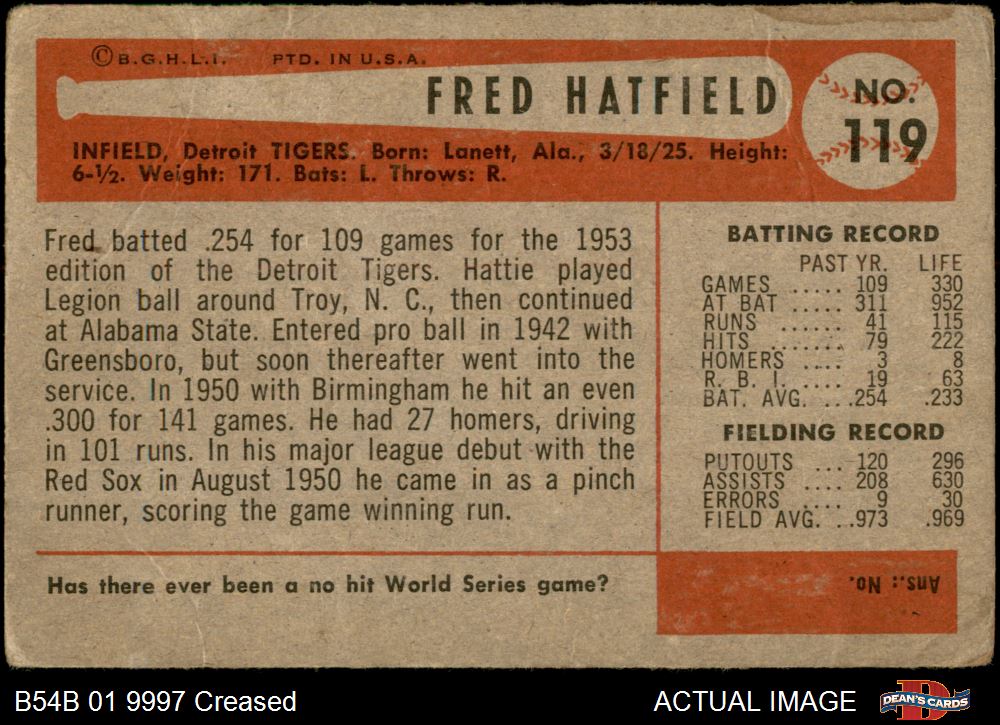 © B.G.H.L.I. PTD. IN U.S.A.
FRED HATFIELD
NO.
119
INFIELD, Detroit TIGERS. Born: Lanett, Ala., 3/18/25. Height:
6-1/2. Weight: 171. Bats: L. Throws: R.
Fred batted .254 for 109 games for the 1953
edition of the Detroit Tigers. Hattie played
Legion ball around Troy, N. C., then continued
at Alabama State. Entered pro ball in 1942 with
Greensboro, but soon thereafter went into the
service. In 1950 with Birmingham he hit an even
.300 for 141 games. He had 27 homers, driving
in 101 runs. In his major league debut with the
Red Sox in August 1950 he came in as a pinch
runner, scoring the game winning run.
BATTING RECORD
PAST YR. LIFE
GAMES ..... 109 330
AT BAT ..... 311 952
RUNS ...... 41 115
HITS ....... 79 222
HOMERS .... 3 8
R. B. I. .... 19 63
BAT. AVG. ...254 .233
FIELDING RECORD
PUTOUTS ... 120 296
ASSISTS .... 208 630
ERRORS .... 9 30
FIELD AVG. ..973 .969
Has there ever been a no hit World Series game?
Ans.: No.
B54B 01 9997 Creased
ACTUAL IMAGE
D
DEAN'S CARDS